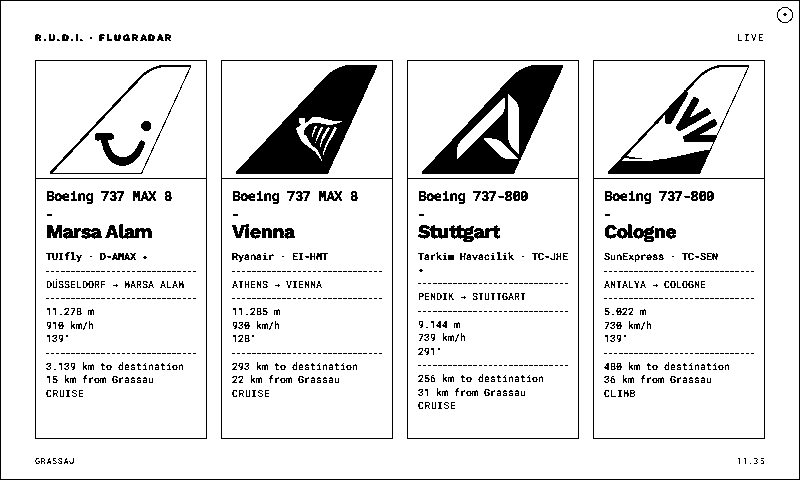 R.U.D.I. · FLUGRADAR
LIVE
Boeing 737 MAX 8
-
Marsa Alam
TUIfly · D-AMAX ✦
DÜSSELDORF → MARSA ALAM
11.278 m
910 km/h
139°
3.139 km to destination
15 km from Grassau
CRUISE
Boeing 737 MAX 8
-
Vienna
Ryanair · EI-HMT
ATHENS → VIENNA
11.285 m
930 km/h
128°
293 km to destination
22 km from Grassau
CRUISE
Boeing 737-800
-
Stuttgart
Tarkim Havacilik · TC-JHE
✦
PENDIK → STUTTGART
9.144 m
739 km/h
291°
256 km to destination
31 km from Grassau
CRUISE
Boeing 737-800
-
Cologne
SunExpress · TC-SEN
ANTALYA → COLOGNE
5.022 m
730 km/h
139°
480 km to destination
36 km from Grassau
CLIMB
GRASSAU
11.35